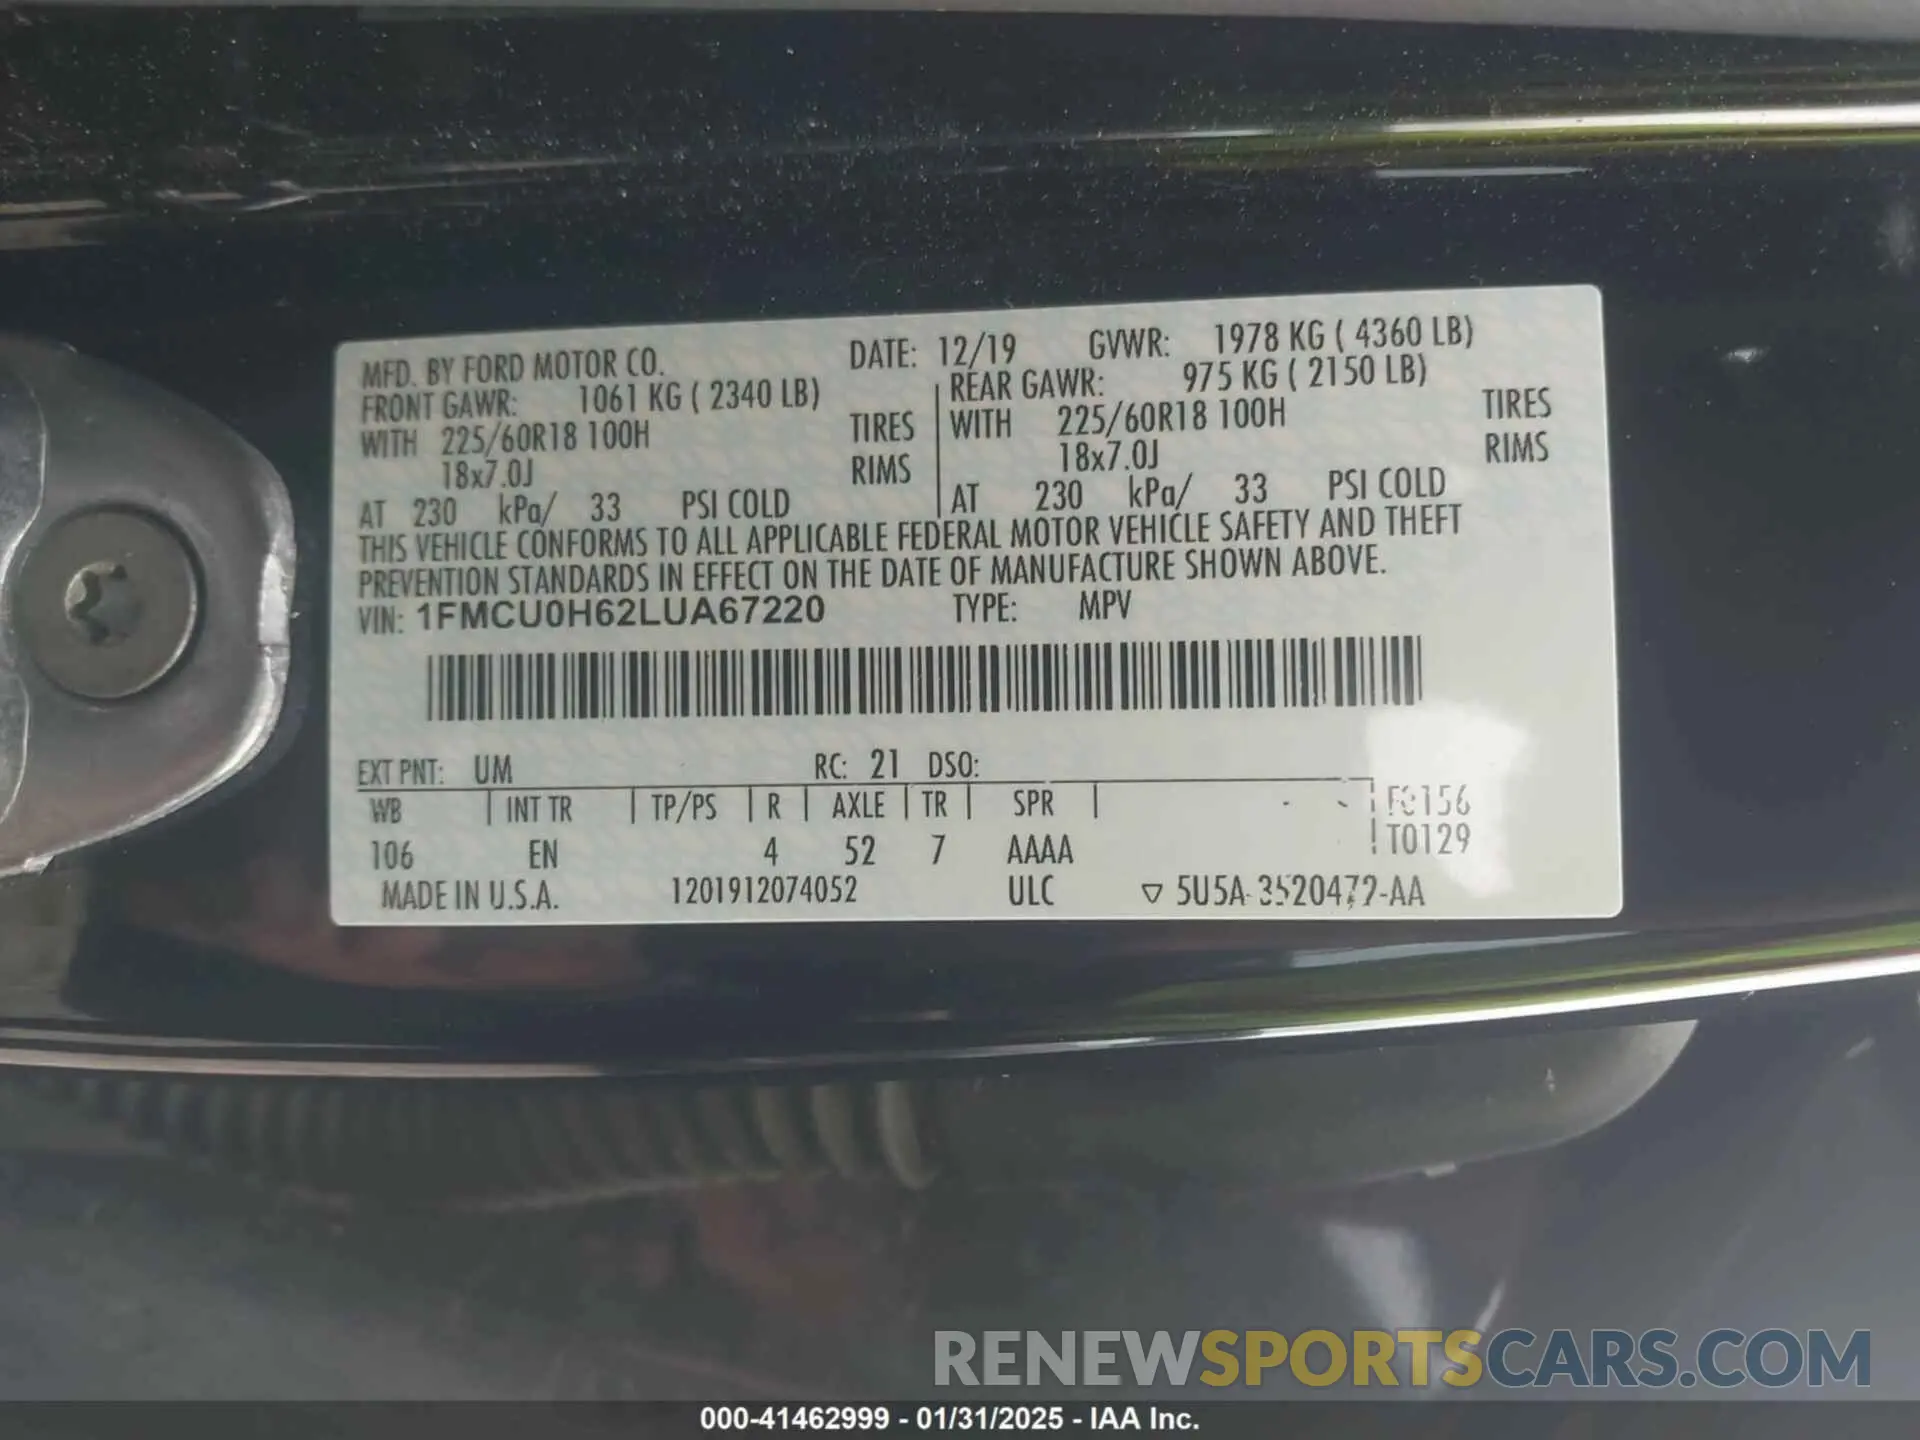 MFD. BY FORD MOTOR CO. DATE: 12/19 GVWR: 1978 KG ( 4360 LB)
FRONT GAWR: 1061 KG ( 2340 LB) REAR GAWR: 975 KG ( 2150 LB)
WITH 225/60R18 100H TIRES WITH 225/60R18 100H TIRES
18x7.0J RIMS 18x7.0J RIMS
AT 230 kPa/ 33 PSI COLD AT 230 kPa/ 33 PSI COLD
THIS VEHICLE CONFORMS TO ALL APPLICABLE FEDERAL MOTOR VEHICLE SAFETY AND THEFT
PREVENTION STANDARDS IN EFFECT ON THE DATE OF MANUFACTURE SHOWN ABOVE.
VIN: 1FMCU0H62LUA67220 TYPE: MPV
EXT PNT: UM RC: 21 DSO:
WB INT TR TP/PS R AXLE TR SPR
106 EN 4 52 7 AAAA T0129
MADE IN U.S.A. 1201912074052 ULC ▽ 5U5A-3520472-AA
RENEWSPORTSCARS.COM
000-41462999 - 01/31/2025 - IAA Inc.